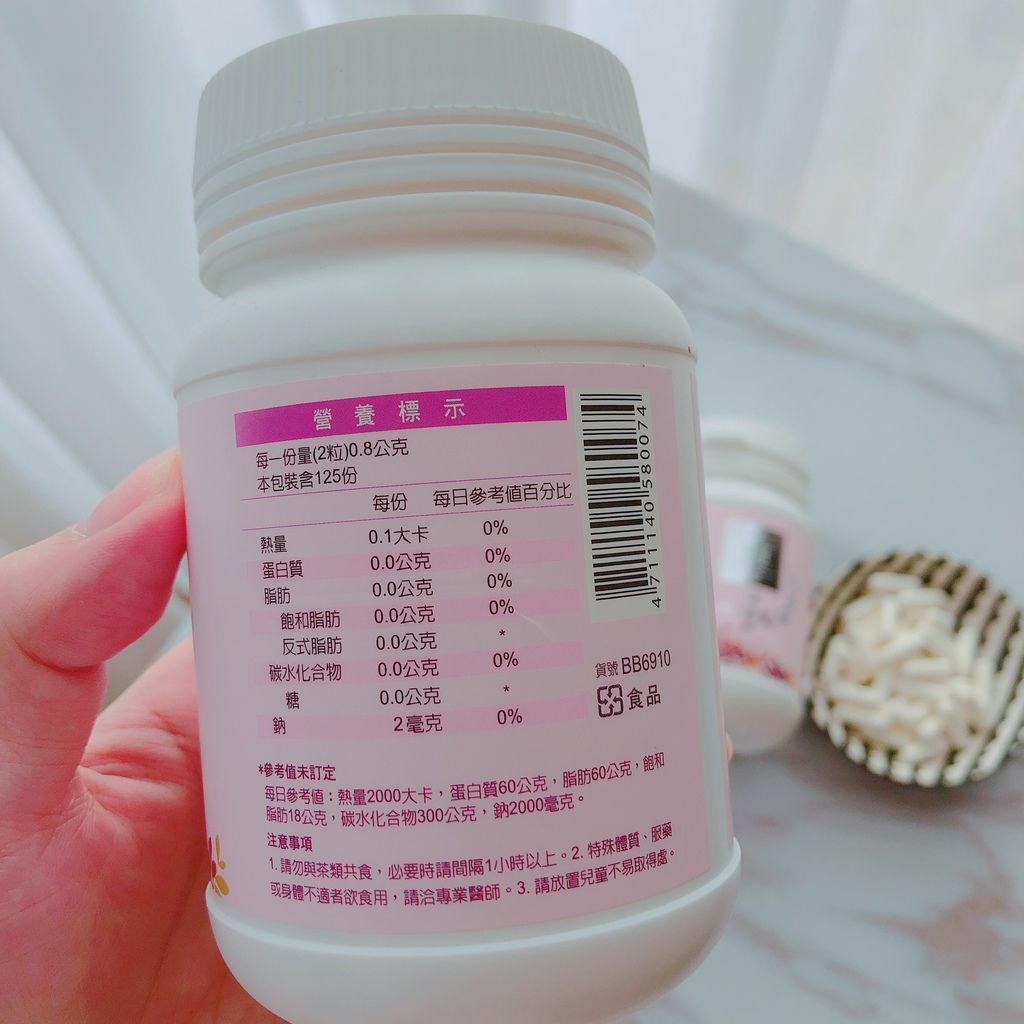 營養標示
每一份量(2粒)0.8公克
本包裝含125份
每份 每日參考值百分比
熱量 0.1大卡 0%
蛋白質 0.0公克 0%
脂肪 0.0公克 0%
飽和脂肪 0.0公克 0%
反式脂肪 0.0公克 *
碳水化合物 0.0公克 0%
糖 0.0公克 *
鈉 2毫克 0%
*參考值未訂定
每日參考值：熱量2000大卡，蛋白質60公克，脂肪60公克，飽和
脂肪18公克，碳水化合物300公克，鈉2000毫克。
注意事項
1. 請勿與茶類共食，必要時請間隔1小時以上。2. 特殊體質、服藥
或身體不適者欲食用，請洽專業醫師。3. 請放置兒童不易取得處。
4 711140 580074
貨號 BB6910
食品